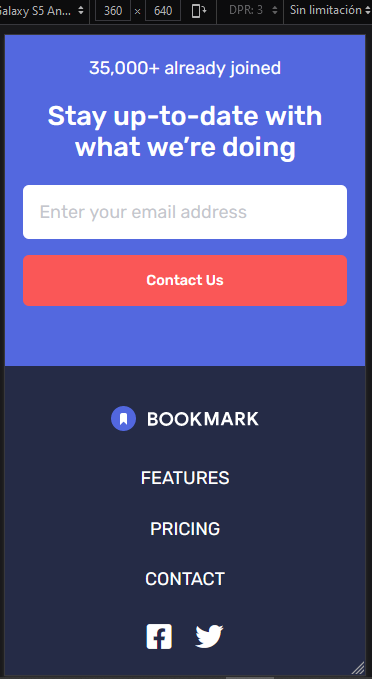 Galaxy S5 An... 360 × 640 DPR: 3 Sin limitación
35,000+ already joined
Stay up-to-date with
what we’re doing
Enter your email address
Contact Us
BOOKMARK
FEATURES
PRICING
CONTACT